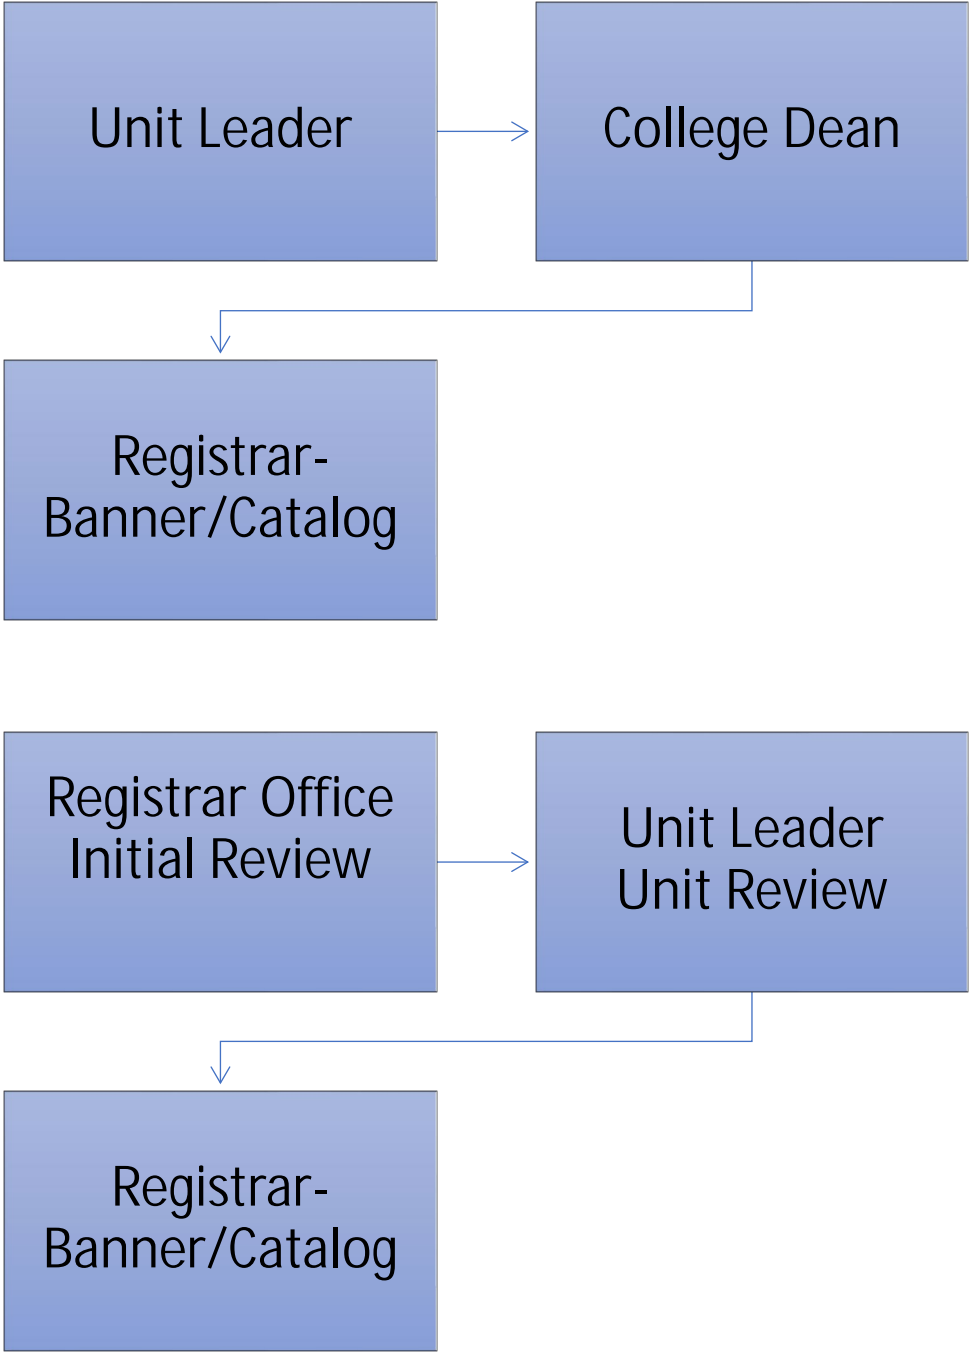 Unit Leader
College Dean
Registrar-
Banner/Catalog
Registrar Office
Initial Review
Unit Leader
Unit Review
Registrar-
Banner/Catalog